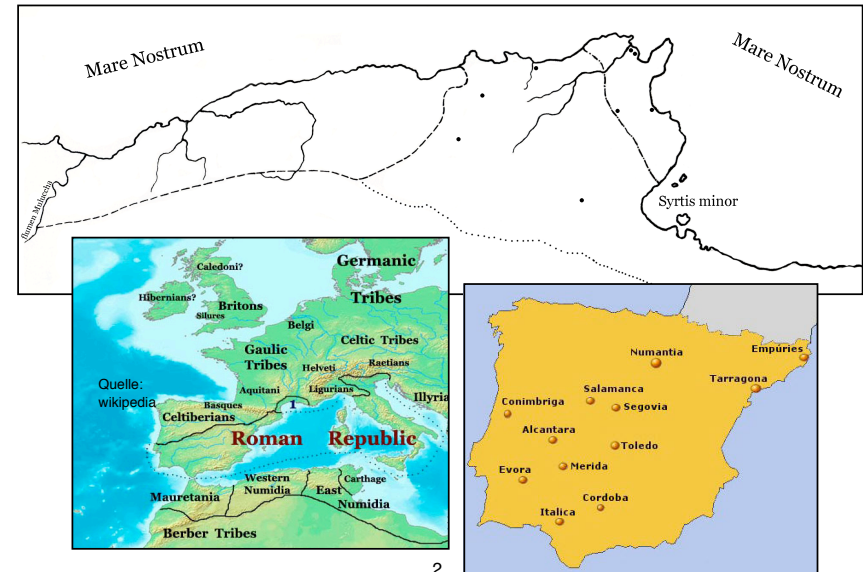 Mare Nostrum
Mare Nostrum
flumen Muluccha
Syrtis minor
Caledoni?
Hibernians?
Britons
Silures
Germanic
Tribes
Belgi
Celtic Tribes
Gaulic
Tribes
Helveti
Raetians
Aquitani
Ligurians
Illyria
Basques
Celtiberians
1
Roman Republic
Western
Numidia
Mauretania
East
Carthage
Numidia
Berber Tribes
Quelle:
wikipedia
Numantia
Empúries
Tarragona
Salamanca
Segovia
Conimbriga
Alcantara
Toledo
Merida
Evora
Cordoba
Italica
2